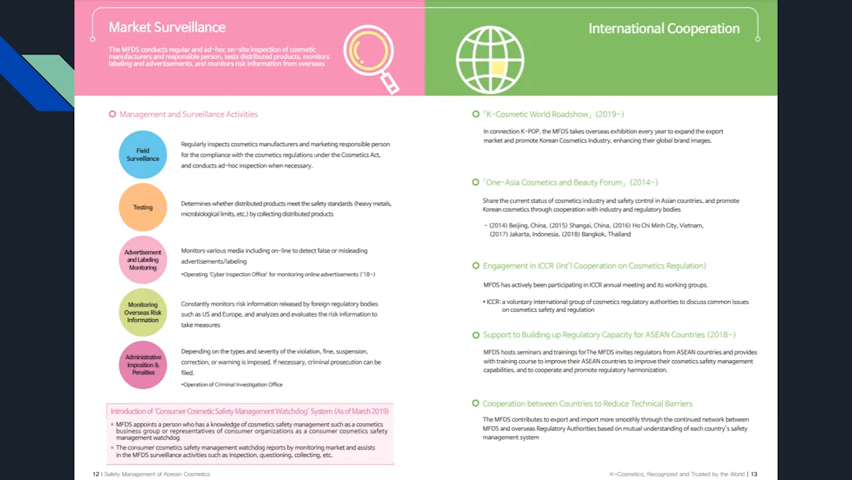 Market Surveillance
The MFDS conducts regular and ad-hoc on-site inspection of cosmetic
manufacturers and responsible person, tests distributed products, monitors
labeling and advertisements, and monitors risk information from overseas
Management and Surveillance Activities
Field
Surveillance
Regularly inspects cosmetics manufacturers and marketing responsible person
for the compliance with the cosmetics regulations under the Cosmetics Act,
and conducts ad-hoc inspection when necessary.
Testing
Determines whether distributed products meet the safety standards (heavy metals,
microbiological limits, etc.) by collecting distributed products
Advertisement
and Labeling
Monitoring
Monitors various media including on-line to detect false or misleading
advertisements/labeling
•Operating 'Cyber Inspection Office' for monitoring online advertisements ('18~)
Monitoring
Overseas Risk
Information
Constantly monitors risk information released by foreign regulatory bodies
such as US and Europe, and analyzes and evaluates the risk information to
take measures
Administrative
Imposition &
Penalties
Depending on the types and severity of the violation, fine, suspension,
correction, or warning is imposed. If necessary, criminal prosecution can be
filed.
•Operation of Criminal Investigation Office
Introduction of 'Consumer Cosmetic Safety Management Watchdog' System (As of March 2019)
• MFDS appoints a person who has a knowledge of cosmetics safety management such as a cosmetics
business group or representatives of consumer organizations as a consumer cosmetics safety
management watchdog
• The consumer cosmetics safety management watchdog reports by monitoring market and assists
in the MFDS surveillance activities such as inspection, questioning, collecting, etc.
12 | Safety Management of Korean Cosmetics
International Cooperation
「K-Cosmetic World Roadshow」 (2019~)
In connection K-POP, the MFDS takes overseas exhibition every year to expand the export
market and promote Korean Cosmetics Industry, enhancing their global brand images.
「One-Asia Cosmetics and Beauty Forum」 (2014~)
Share the current status of cosmetics industry and safety control in Asian countries, and promote
Korean cosmetics through cooperation with industry and regulatory bodies
- (2014) Beijing, China, (2015) Shangai, China, (2016) Ho Chi Minh City, Vietnam,
(2017) Jakarta, Indonesia, (2018) Bangkok, Thailand
Engagement in ICCR (Int'l Cooperation on Cosmetics Regulation)
MFDS has actively been participating in ICCR annual meeting and its working groups.
• ICCR: a voluntary international group of cosmetics regulatory authorities to discuss common issues
on cosmetics safety and regulation
Support to Building up Regulatory Capacity for ASEAN Countries (2018~)
MFDS hosts seminars and trainings forThe MFDS invites regulators from ASEAN countries and provides
with training course to improve their ASEAN countries to improve their cosmetics safety management
capabilities, and to cooperate and promote regulatory harmonization.
Cooperation between Countries to Reduce Technical Barriers
The MFDS contributes to export and import more smoothly through the continued network between
MFDS and overseas Regulatory Authorities based on mutual understanding of each country's safety
management system
K-Cosmetics, Recognized and Trusted by the World | 13